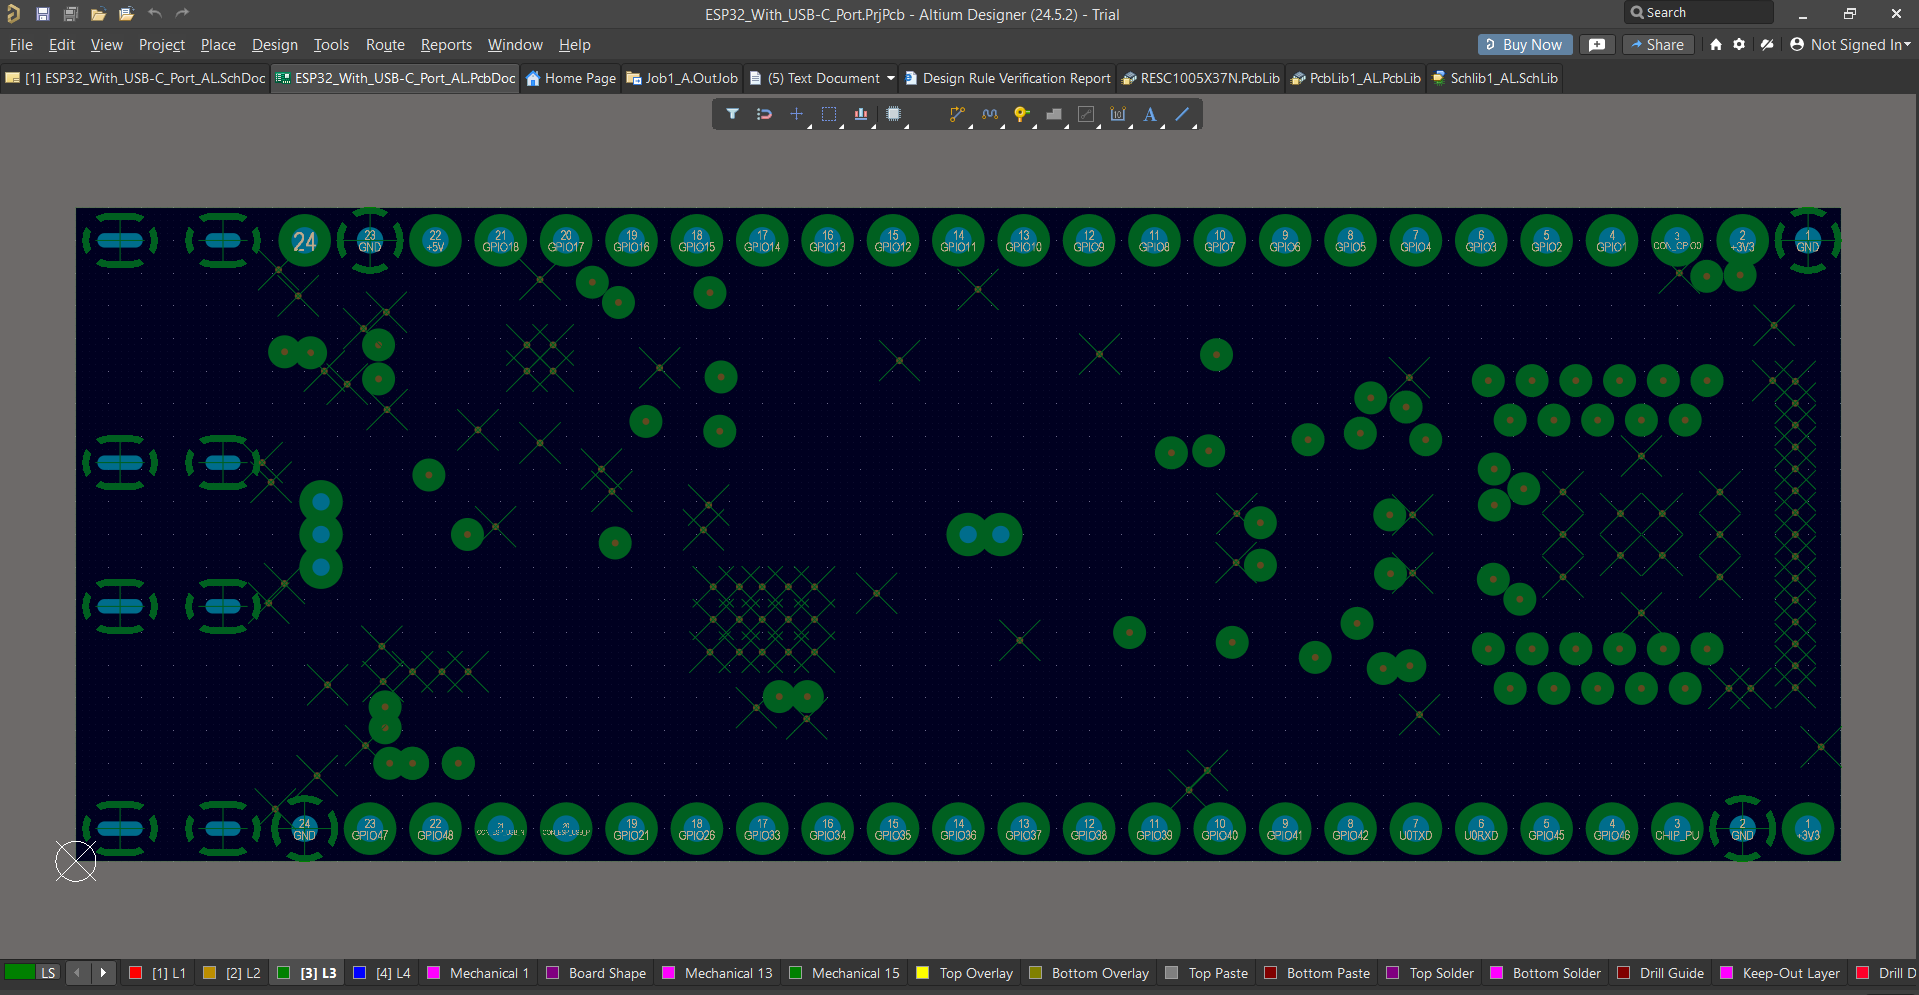 ESP32_With_USB-C_Port.PrjPcb - Altium Designer (24.5.2) - Trial
Search
File Edit View Project Place Design Tools Route Reports Window Help
Buy Now Share Not Signed In
[1] ESP32_With_USB-C_Port_AL.SchDoc ESP32_With_USB-C_Port_AL.PcbDoc Home Page Job1_A.OutJob (5) Text Document Design Rule Verification Report RESC1005X37N.PcbLib PcbLib1_AL.PcbLib Schlib1_AL.SchLib
10 A
24 23 22 21 20 19 18 17 16 15 14 13 12 11 10 9 8 7 6 5 4 3 2 1
GND +5V GPIO18 GPIO17 GPIO16 GPIO15 GPIO14 GPIO13 GPIO12 GPIO11 GPIO10 GPIO9 GPIO8 GPIO7 GPIO6 GPIO5 GPIO4 GPIO3 GPIO2 GPIO1 +3V3 GND
24 23 22 21 20 19 18 17 16 15 14 13 12 11 10 9 8 7 6 5 4 3 2 1
GND GPIO47 GPIO48 CON_ESP_USB_N CON_ESP_USB_P GPIO21 GPIO26 GPIO33 GPIO34 GPIO35 GPIO36 GPIO37 GPIO38 GPIO39 GPIO40 GPIO41 GPIO42 U0TXD U0RXD GPIO45 GPIO46 CHIP_PU GND +3V3
LS [1] L1 [2] L2 [3] L3 [4] L4 Mechanical 1 Board Shape Mechanical 13 Mechanical 15 Top Overlay Bottom Overlay Top Paste Bottom Paste Top Solder Bottom Solder Drill Guide Keep-Out Layer Drill D